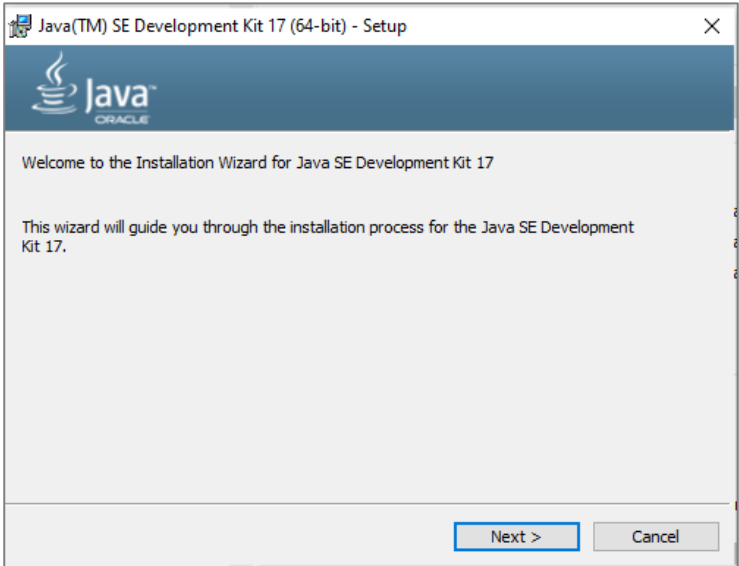 Java(TM) SE Development Kit 17 (64-bit) - Setup
Java™
ORACLE
Welcome to the Installation Wizard for Java SE Development Kit 17
This wizard will guide you through the installation process for the Java SE Development
Kit 17.
Next >
Cancel